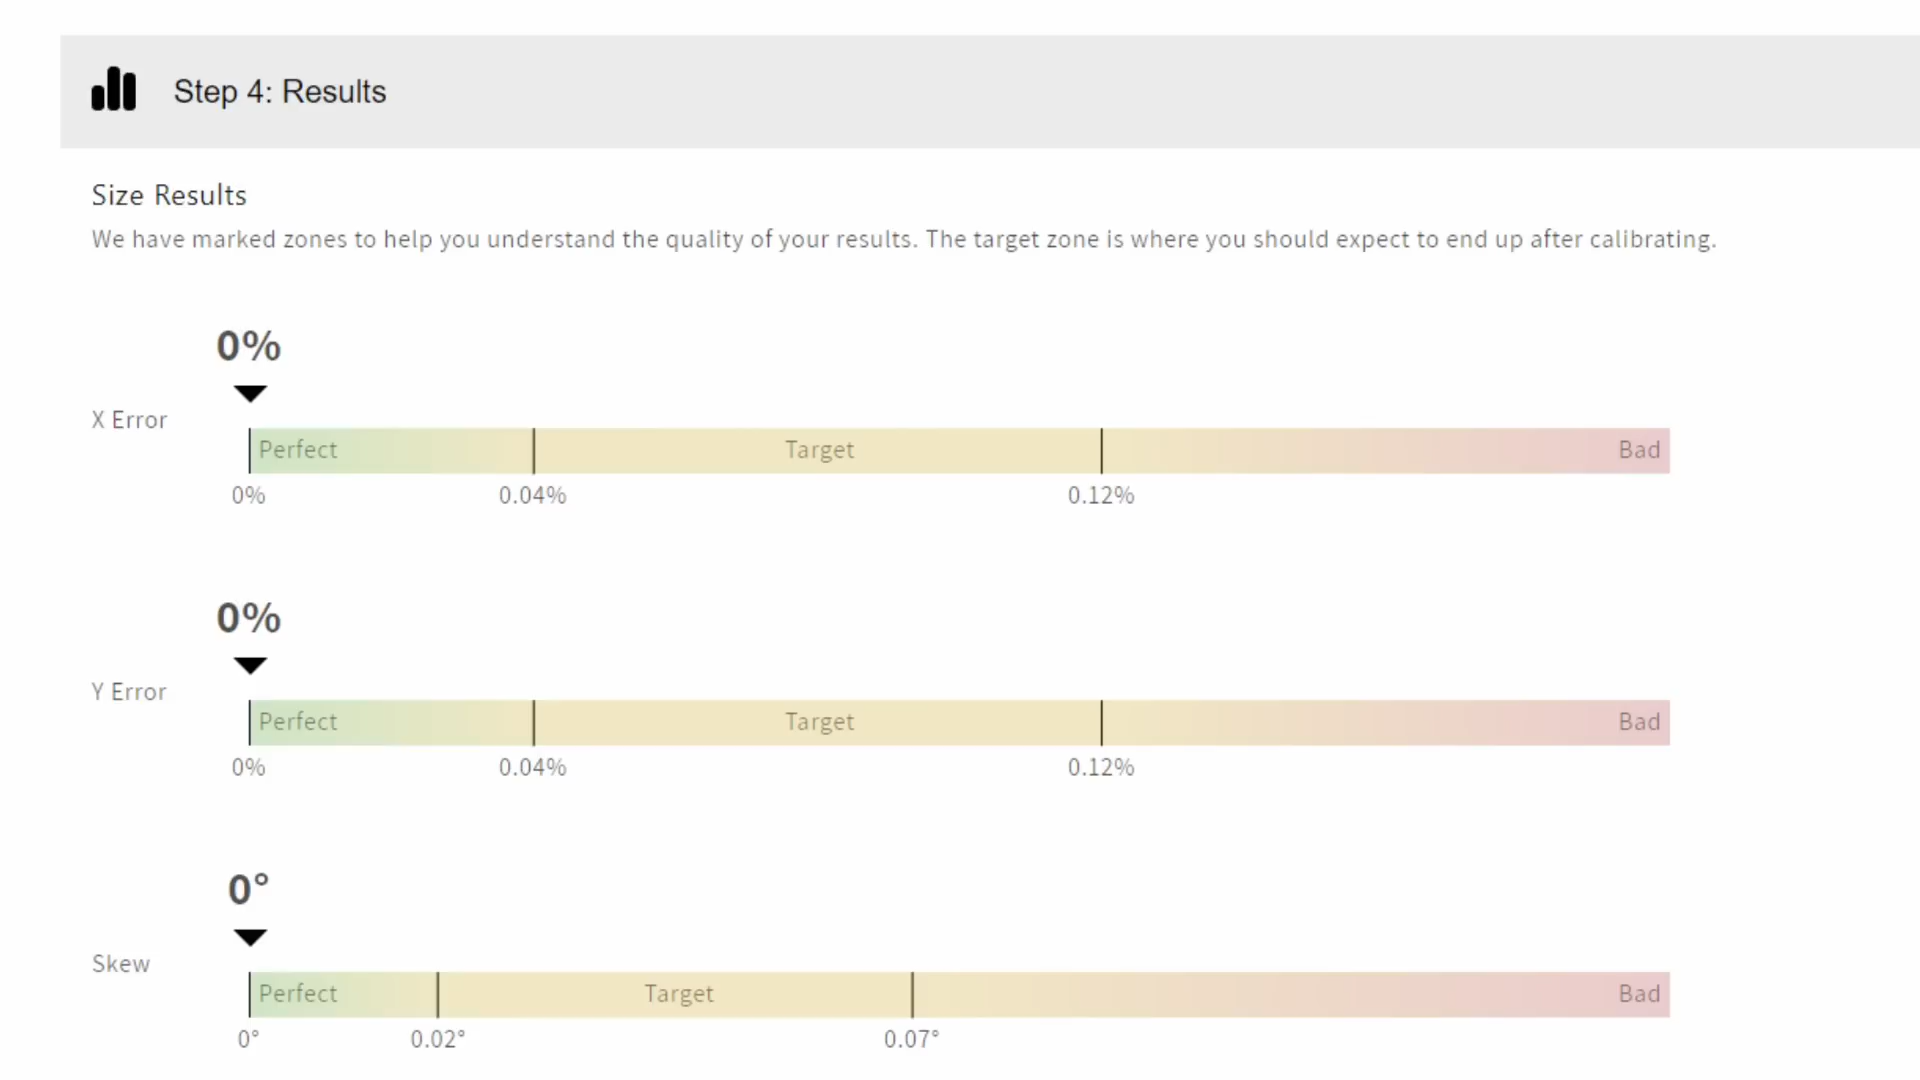 Step 4: Results
Size Results
We have marked zones to help you understand the quality of your results. The target zone is where you should expect to end up after calibrating.
0%
X Error
Perfect Target Bad
0% 0.04% 0.12%
0%
Y Error
Perfect Target Bad
0% 0.04% 0.12%
0°
Skew
Perfect Target Bad
0° 0.02° 0.07°